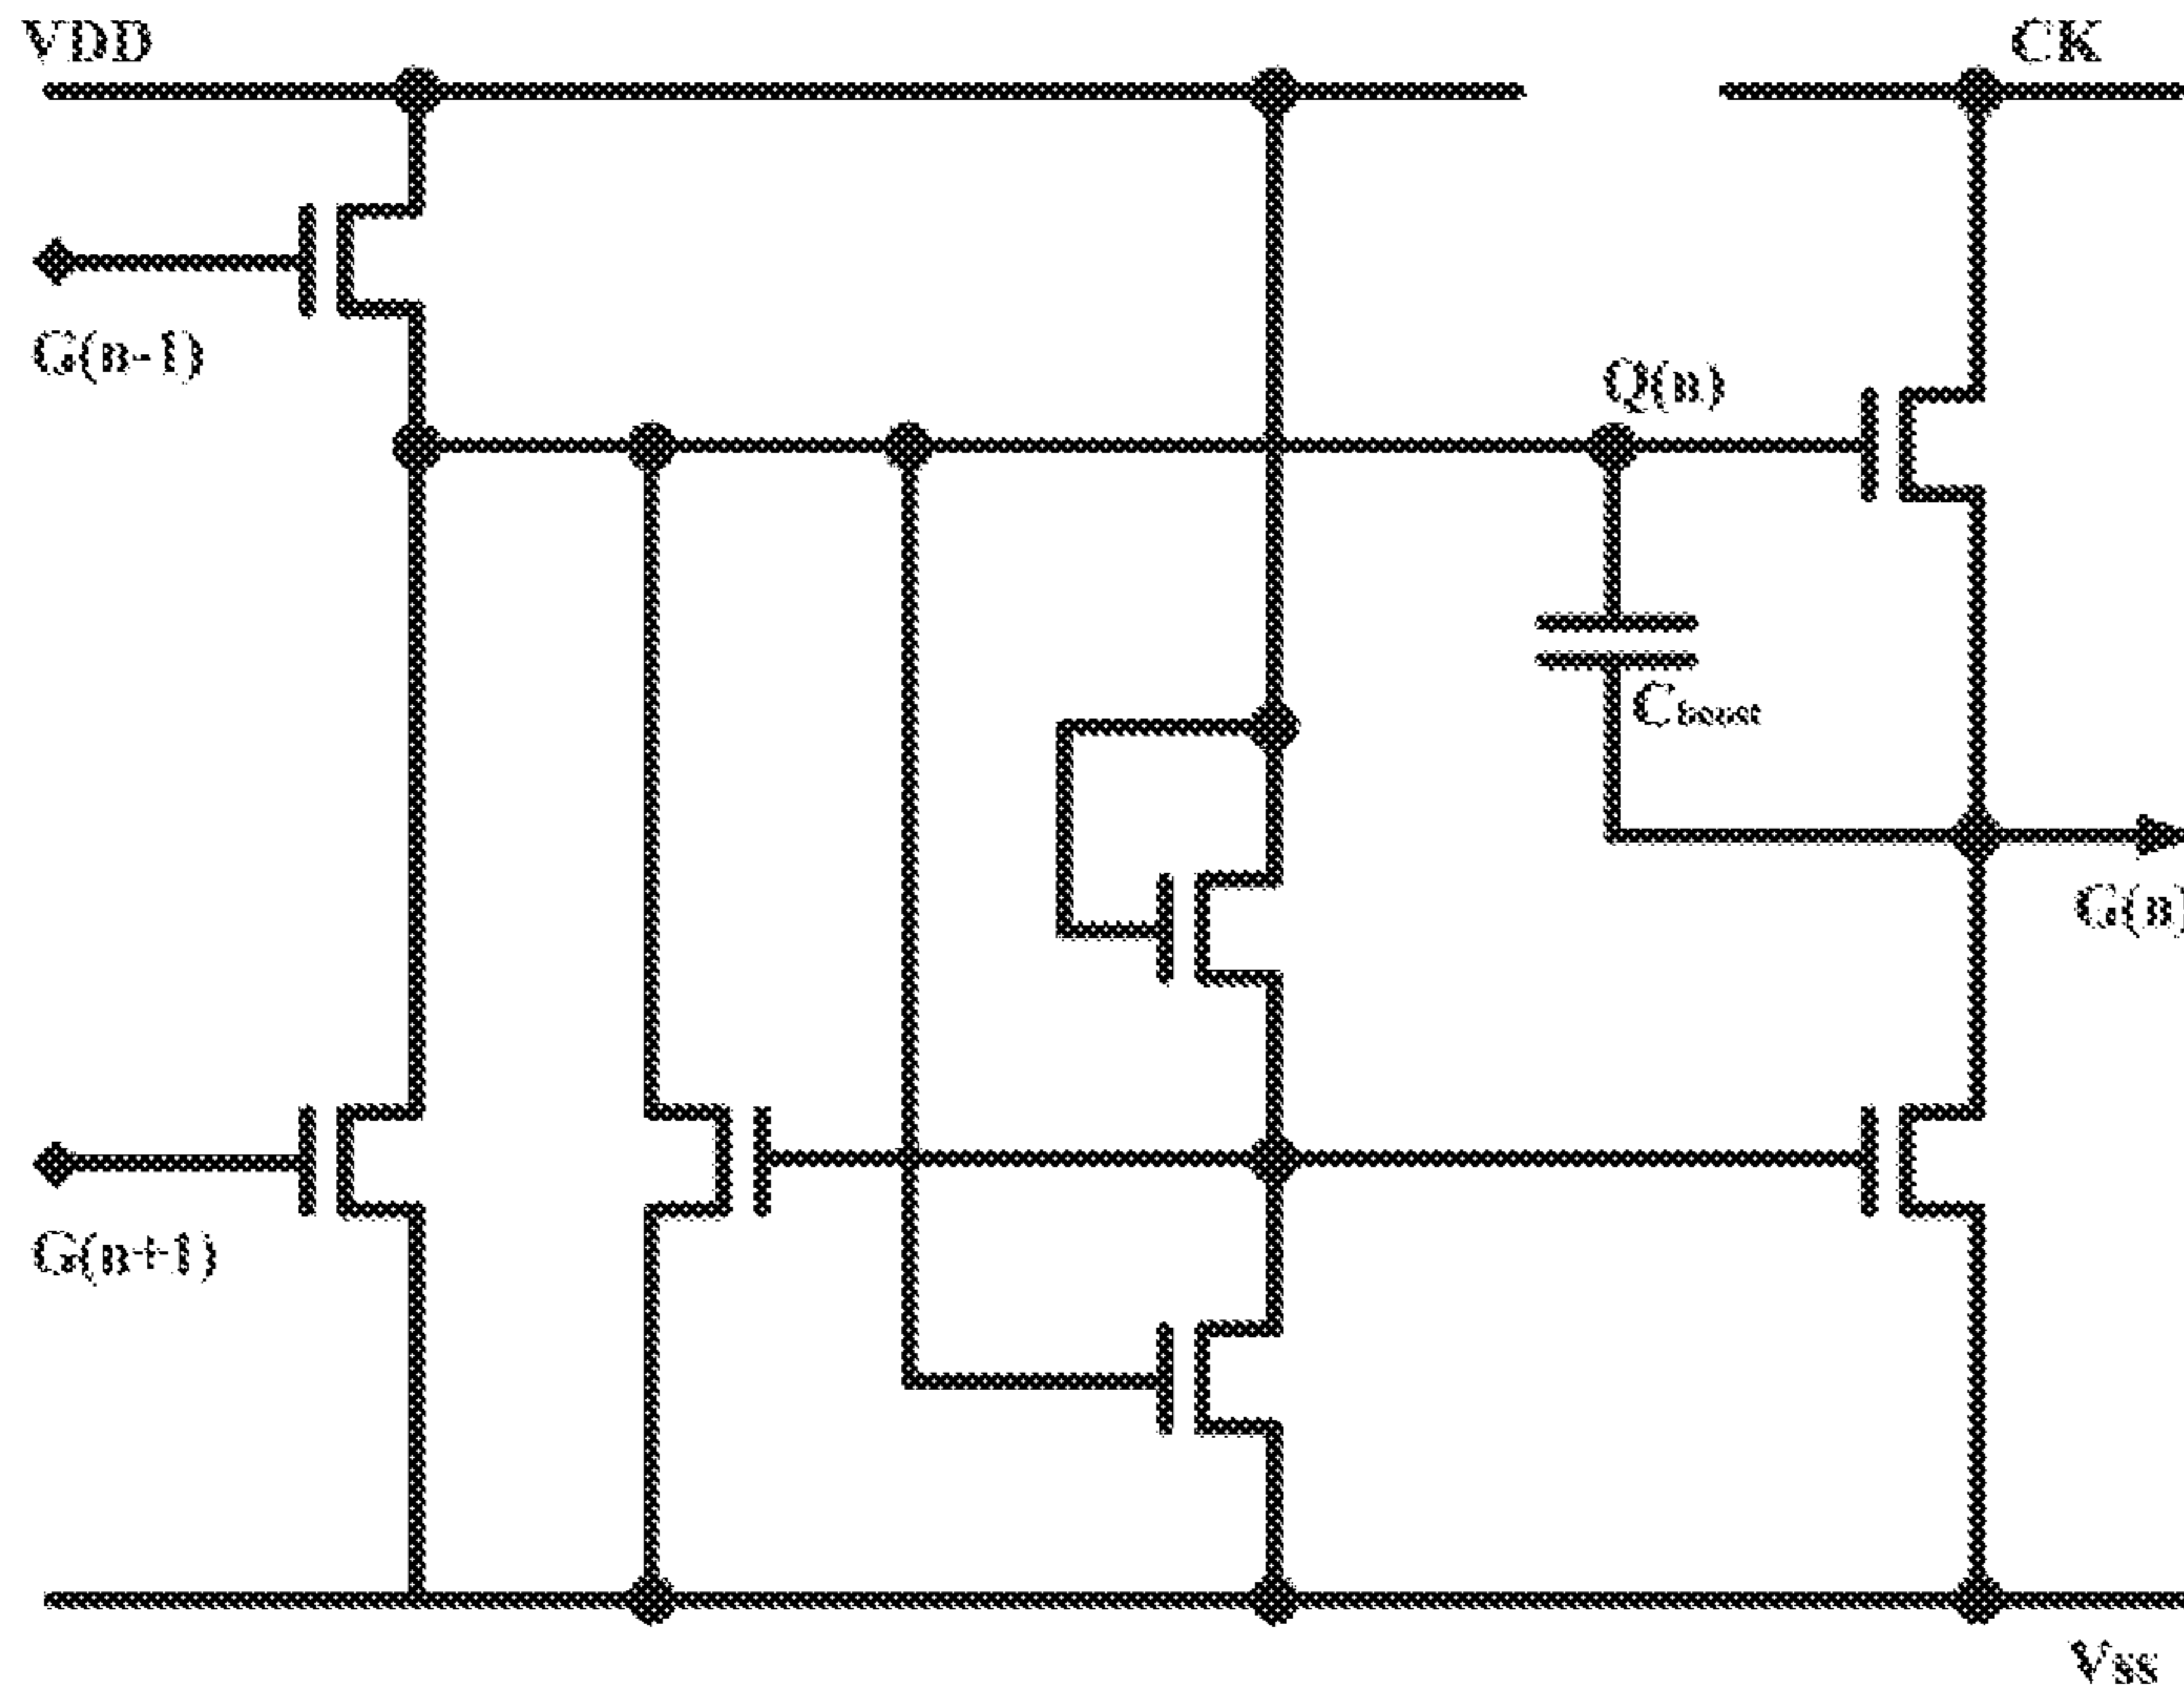 VDD
CK
G(n-1)
Q(n)
Cboost
G(n)
G(n+1)
Vss